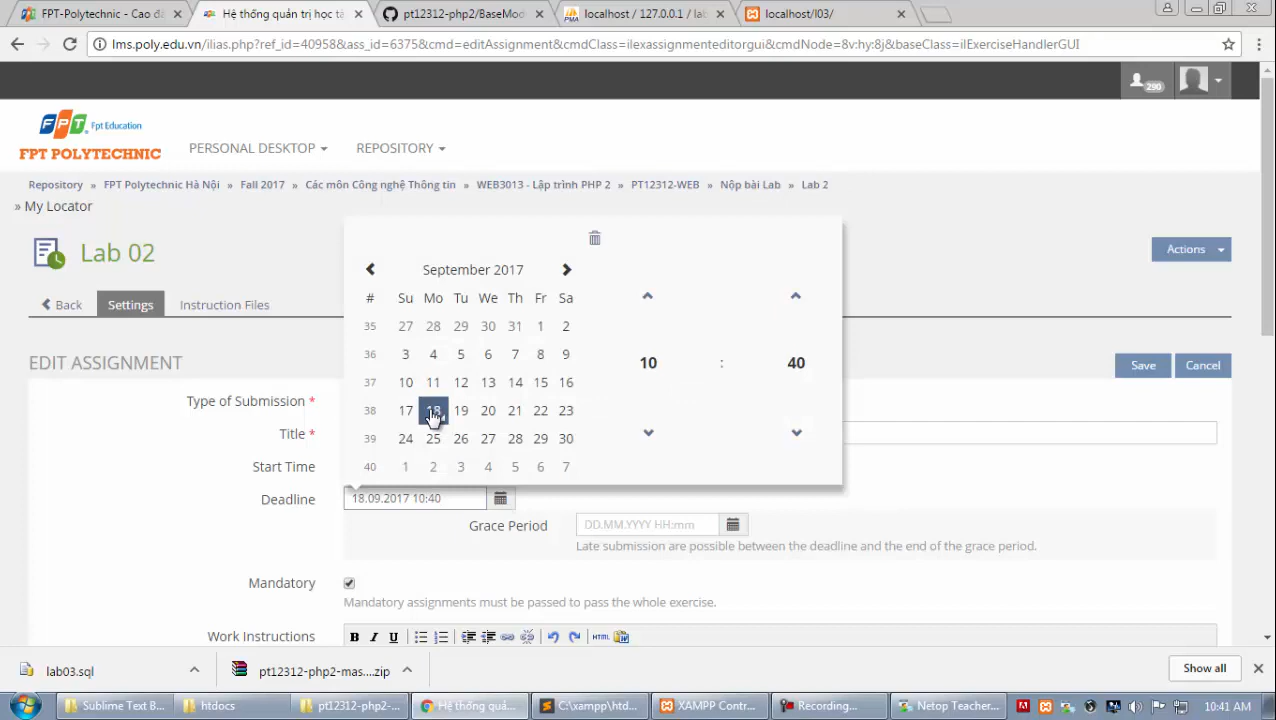 FPT-Polytechnic - Cao đẳ
Hệ thống quản trị học tậ
pt12312-php2/BaseMod
localhost / 127.0.0.1 / lab
localhost/l03/
lms.poly.edu.vn/ilias.php?ref_id=40958&ass_id=6375&cmd=editAssignment&cmdClass=ilexassignmenteditorgui&cmdNode=8v:hy:8j&baseClass=ilExerciseHandlerGUI
290
FPT Fpt Education
FPT POLYTECHNIC
PERSONAL DESKTOP
REPOSITORY
Repository » FPT Polytechnic Hà Nội » Fall 2017 » Các môn Công nghệ Thông tin » WEB3013 - Lập trình PHP 2 » PT12312-WEB » Nộp bài Lab » Lab 2
» My Locator
Lab 02
Actions
Back
Settings
Instruction Files
EDIT ASSIGNMENT
Save
Cancel
September 2017
# Su Mo Tu We Th Fr Sa
35 27 28 29 30 31 1 2
36 3 4 5 6 7 8 9
37 10 11 12 13 14 15 16
38 17 18 19 20 21 22 23
39 24 25 26 27 28 29 30
40 1 2 3 4 5 6 7
10 : 40
Type of Submission *
Title *
Start Time
Deadline
18.09.2017 10:40
Grace Period
DD.MM.YYYY HH:mm
Late submission are possible between the deadline and the end of the grace period.
Mandatory
Mandatory assignments must be passed to pass the whole exercise.
Work Instructions
B I U HTML
lab03.sql
pt12312-php2-mas....zip
Show all
Sublime Text B...
htdocs
pt12312-php2-...
Hệ thống quả...
C:\xampp\htd...
XAMPP Contr...
Recording...
Netop Teacher...
10:41 AM